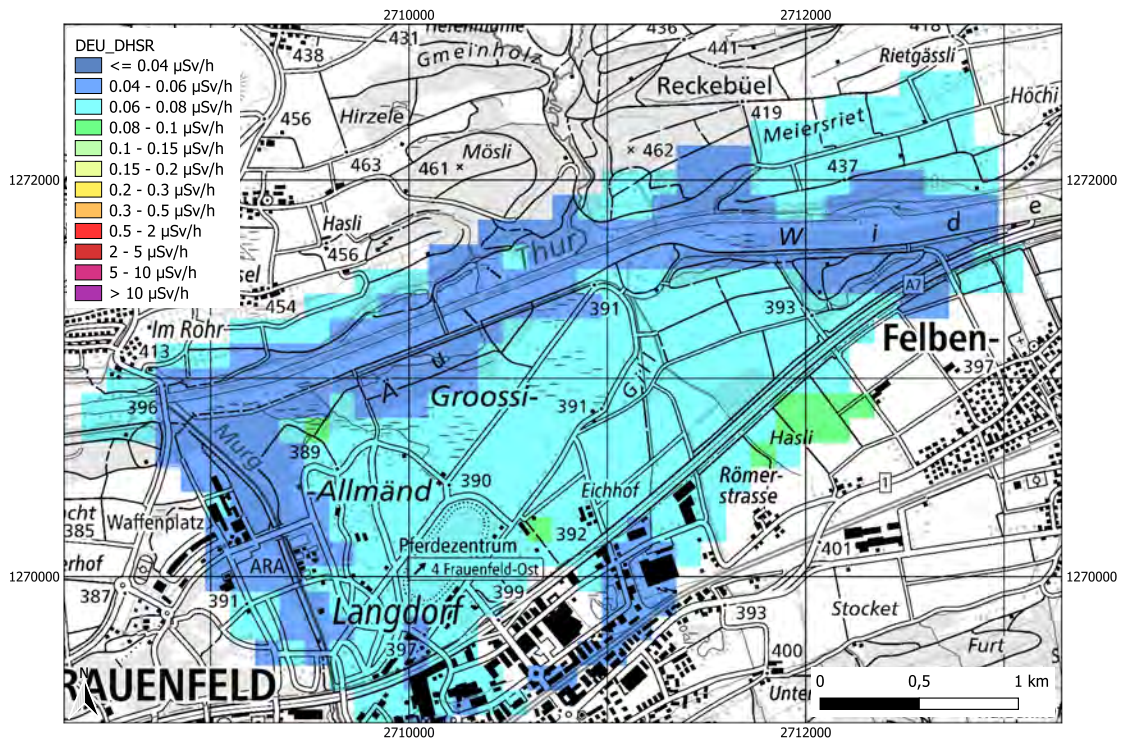 2710000
2712000
DEU_DHSR
<= 0.04 µSv/h
0.04 - 0.06 µSv/h
0.06 - 0.08 µSv/h
0.08 - 0.1 µSv/h
0.1 - 0.15 µSv/h
0.15 - 0.2 µSv/h
0.2 - 0.3 µSv/h
0.3 - 0.5 µSv/h
0.5 - 2 µSv/h
2 - 5 µSv/h
5 - 10 µSv/h
> 10 µSv/h
438
431
Gmeinholz
436
441
418
Rietgässli
Reckebüel
Höchi
456
Hirzele
419
Meiersriet
Mösli
461
462
463
437
1272000
1272000
Hasli
456
Thur
W i d e
454
A7
Im Rohr
391
393
413
Felben-
Grossi-
A u
Gill
397
396
391
Murg
389
Hasli
-Allmänd
390
Eichhof
Römer-
strasse
1
385
Waffenplatz
392
Pferdezentrum
401
4 Frauenfeld-Ost
ARA
1270000
1270000
387
391
399
Langdorf
393
Stocket
397
Furt
400
FRAUENFELD
N
0
0,5
1 km
2710000
2712000